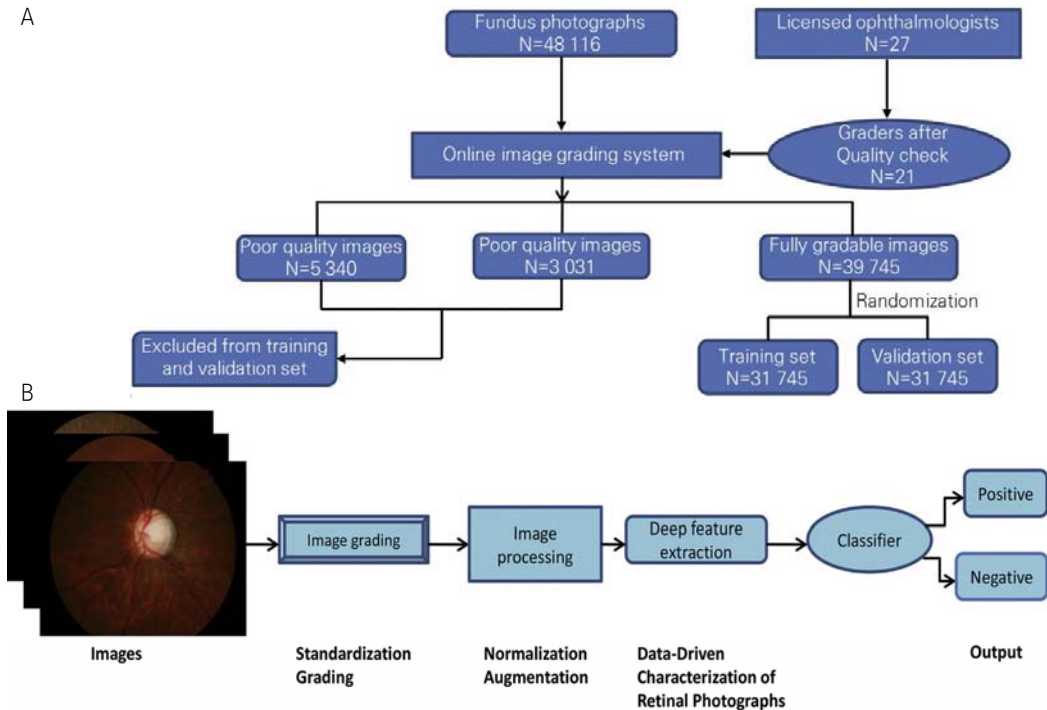 A
Fundus photographs
N=48 116
Licensed ophthalmologists
N=27
Online image grading system
Graders after
Quality check
N=21
Poor quality images
N=5 340
Poor quality images
N=3 031
Fully gradable images
N=39 745
Randomization
Excluded from training
and validation set
Training set
N=31 745
Validation set
N=31 745
B
Image grading
Image
processing
Deep feature
extraction
Classifier
Positive
Negative
Images
Standardization
Grading
Normalization
Augmentation
Data-Driven
Characterization of
Retinal Photographs
Output